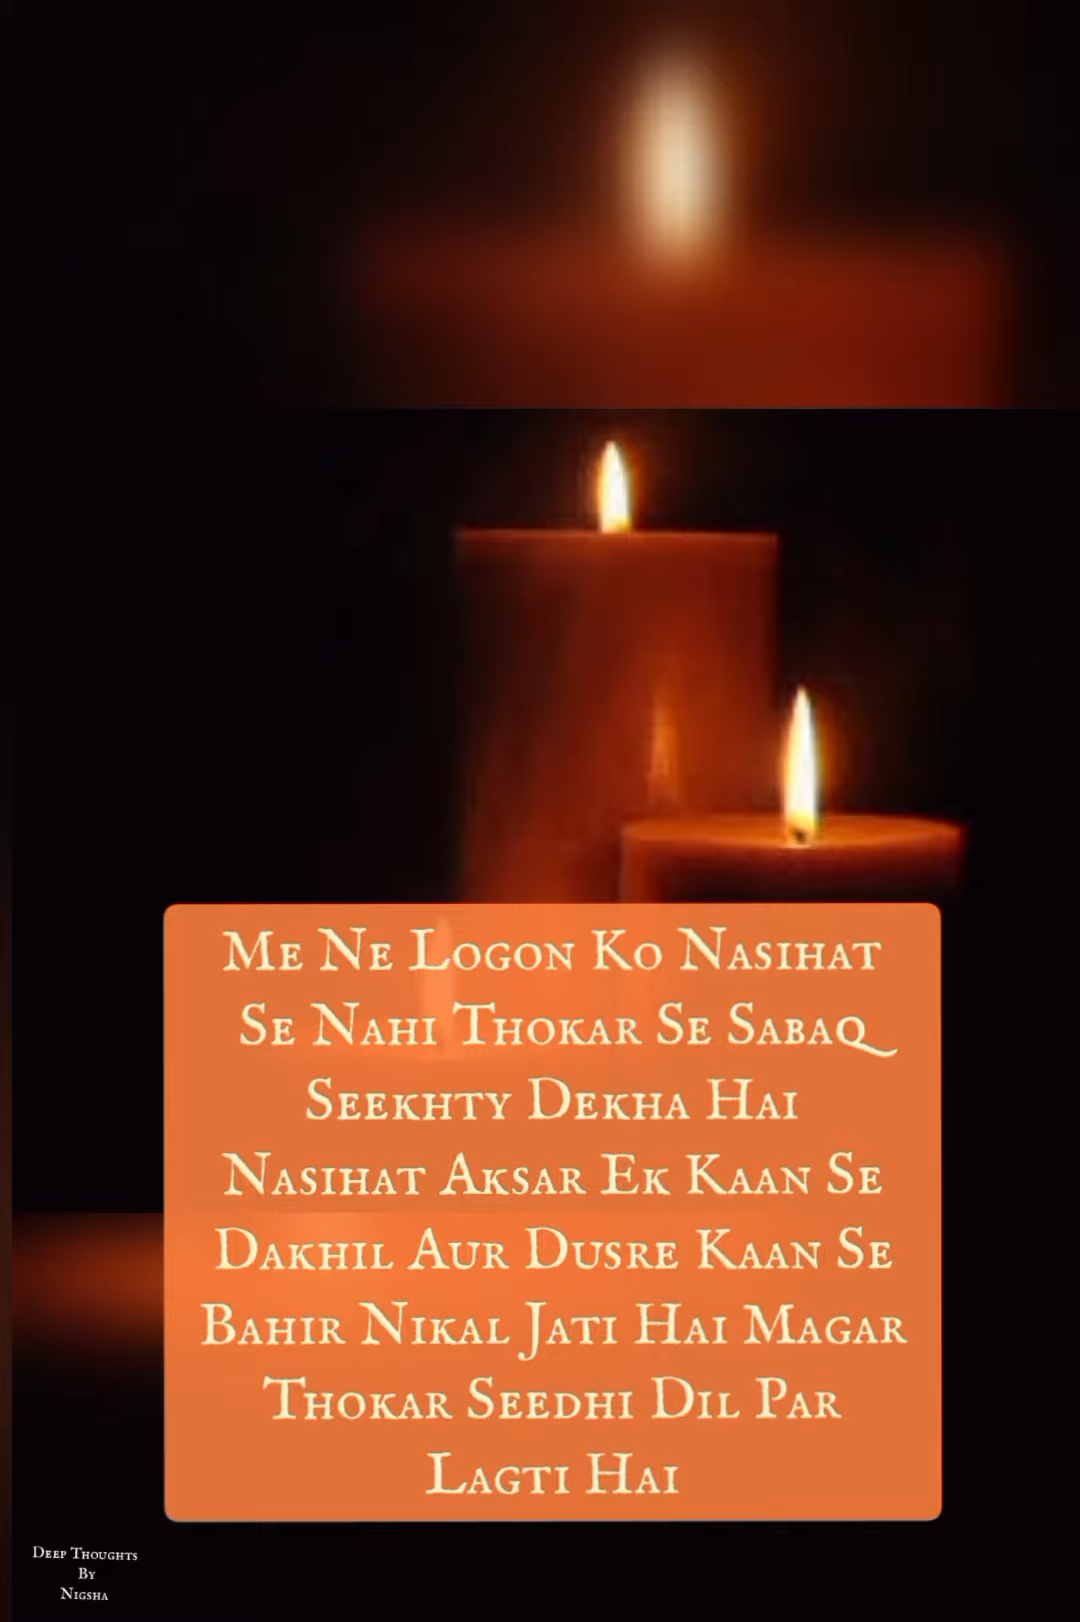 Me Ne Logon Ko Nasihat
Se Nahi Thokar Se Sabaq
Seekhty Dekha Hai
Nasihat Aksar Ek Kaan Se
Dakhil Aur Dusre Kaan Se
Bahir Nikal Jati Hai Magar
Thokar Seedhi Dil Par
Lagti Hai
Deep Thoughts
By
Nigsha